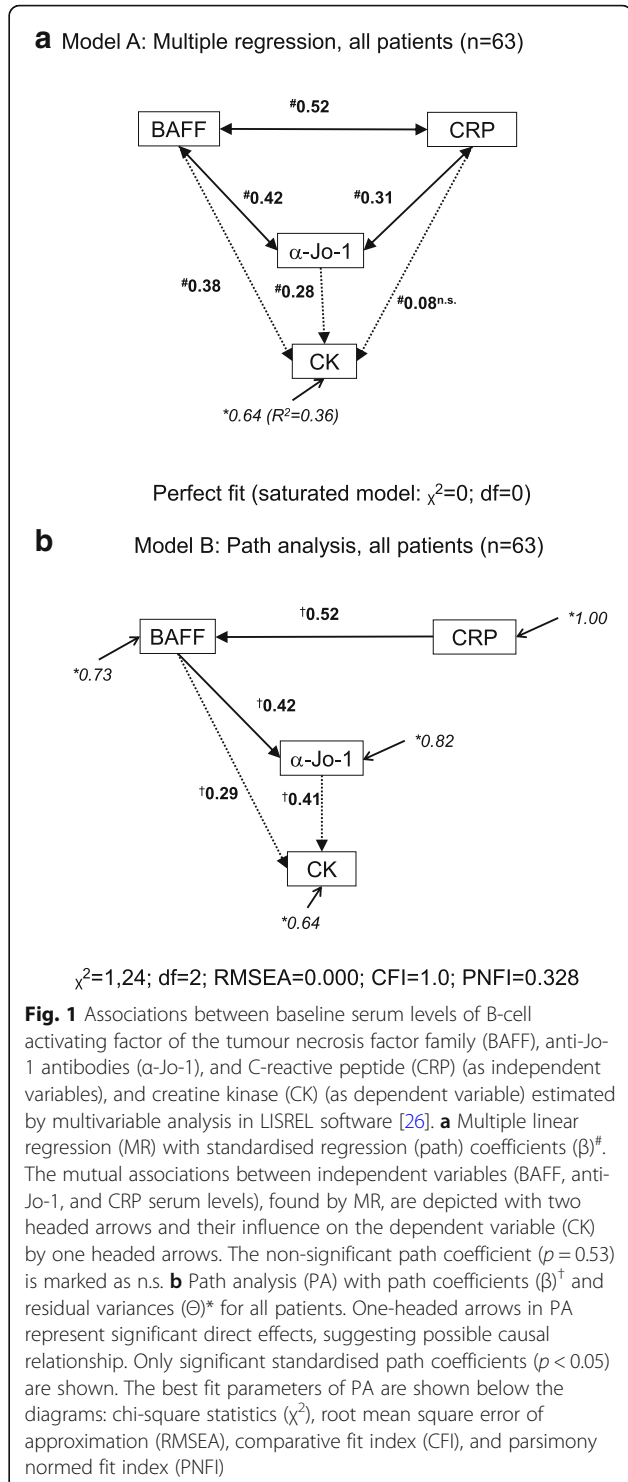 a Model A: Multiple regression, all patients (n=63)
#0.52
BAFF
CRP
#0.42
#0.31
α-Jo-1
#0.38
#0.28
#0.08n.s.
CK
*0.64 (R²=0.36)
Perfect fit (saturated model: χ²=0; df=0)
b Model B: Path analysis, all patients (n=63)
†0.52
*1.00
BAFF
CRP
*0.73
†0.42
*0.82
α-Jo-1
†0.29
†0.41
CK
*0.64
χ²=1,24; df=2; RMSEA=0.000; CFI=1.0; PNFI=0.328
Fig. 1 Associations between baseline serum levels of B-cell
activating factor of the tumour necrosis factor family (BAFF), anti-Jo-
1 antibodies (α-Jo-1), and C-reactive peptide (CRP) (as independent
variables), and creatine kinase (CK) (as dependent variable) estimated
by multivariable analysis in LISREL software [26]. a Multiple linear
regression (MR) with standardised regression (path) coefficients (β)#.
The mutual associations between independent variables (BAFF, anti-
Jo-1, and CRP serum levels), found by MR, are depicted with two
headed arrows and their influence on the dependent variable (CK)
by one headed arrows. The non-significant path coefficient (p = 0.53)
is marked as n.s. b Path analysis (PA) with path coefficients (β)† and
residual variances (Θ)* for all patients. One-headed arrows in PA
represent significant direct effects, suggesting possible causal
relationship. Only significant standardised path coefficients (p < 0.05)
are shown. The best fit parameters of PA are shown below the
diagrams: chi-square statistics (χ²), root mean square error of
approximation (RMSEA), comparative fit index (CFI), and parsimony
normed fit index (PNFI)